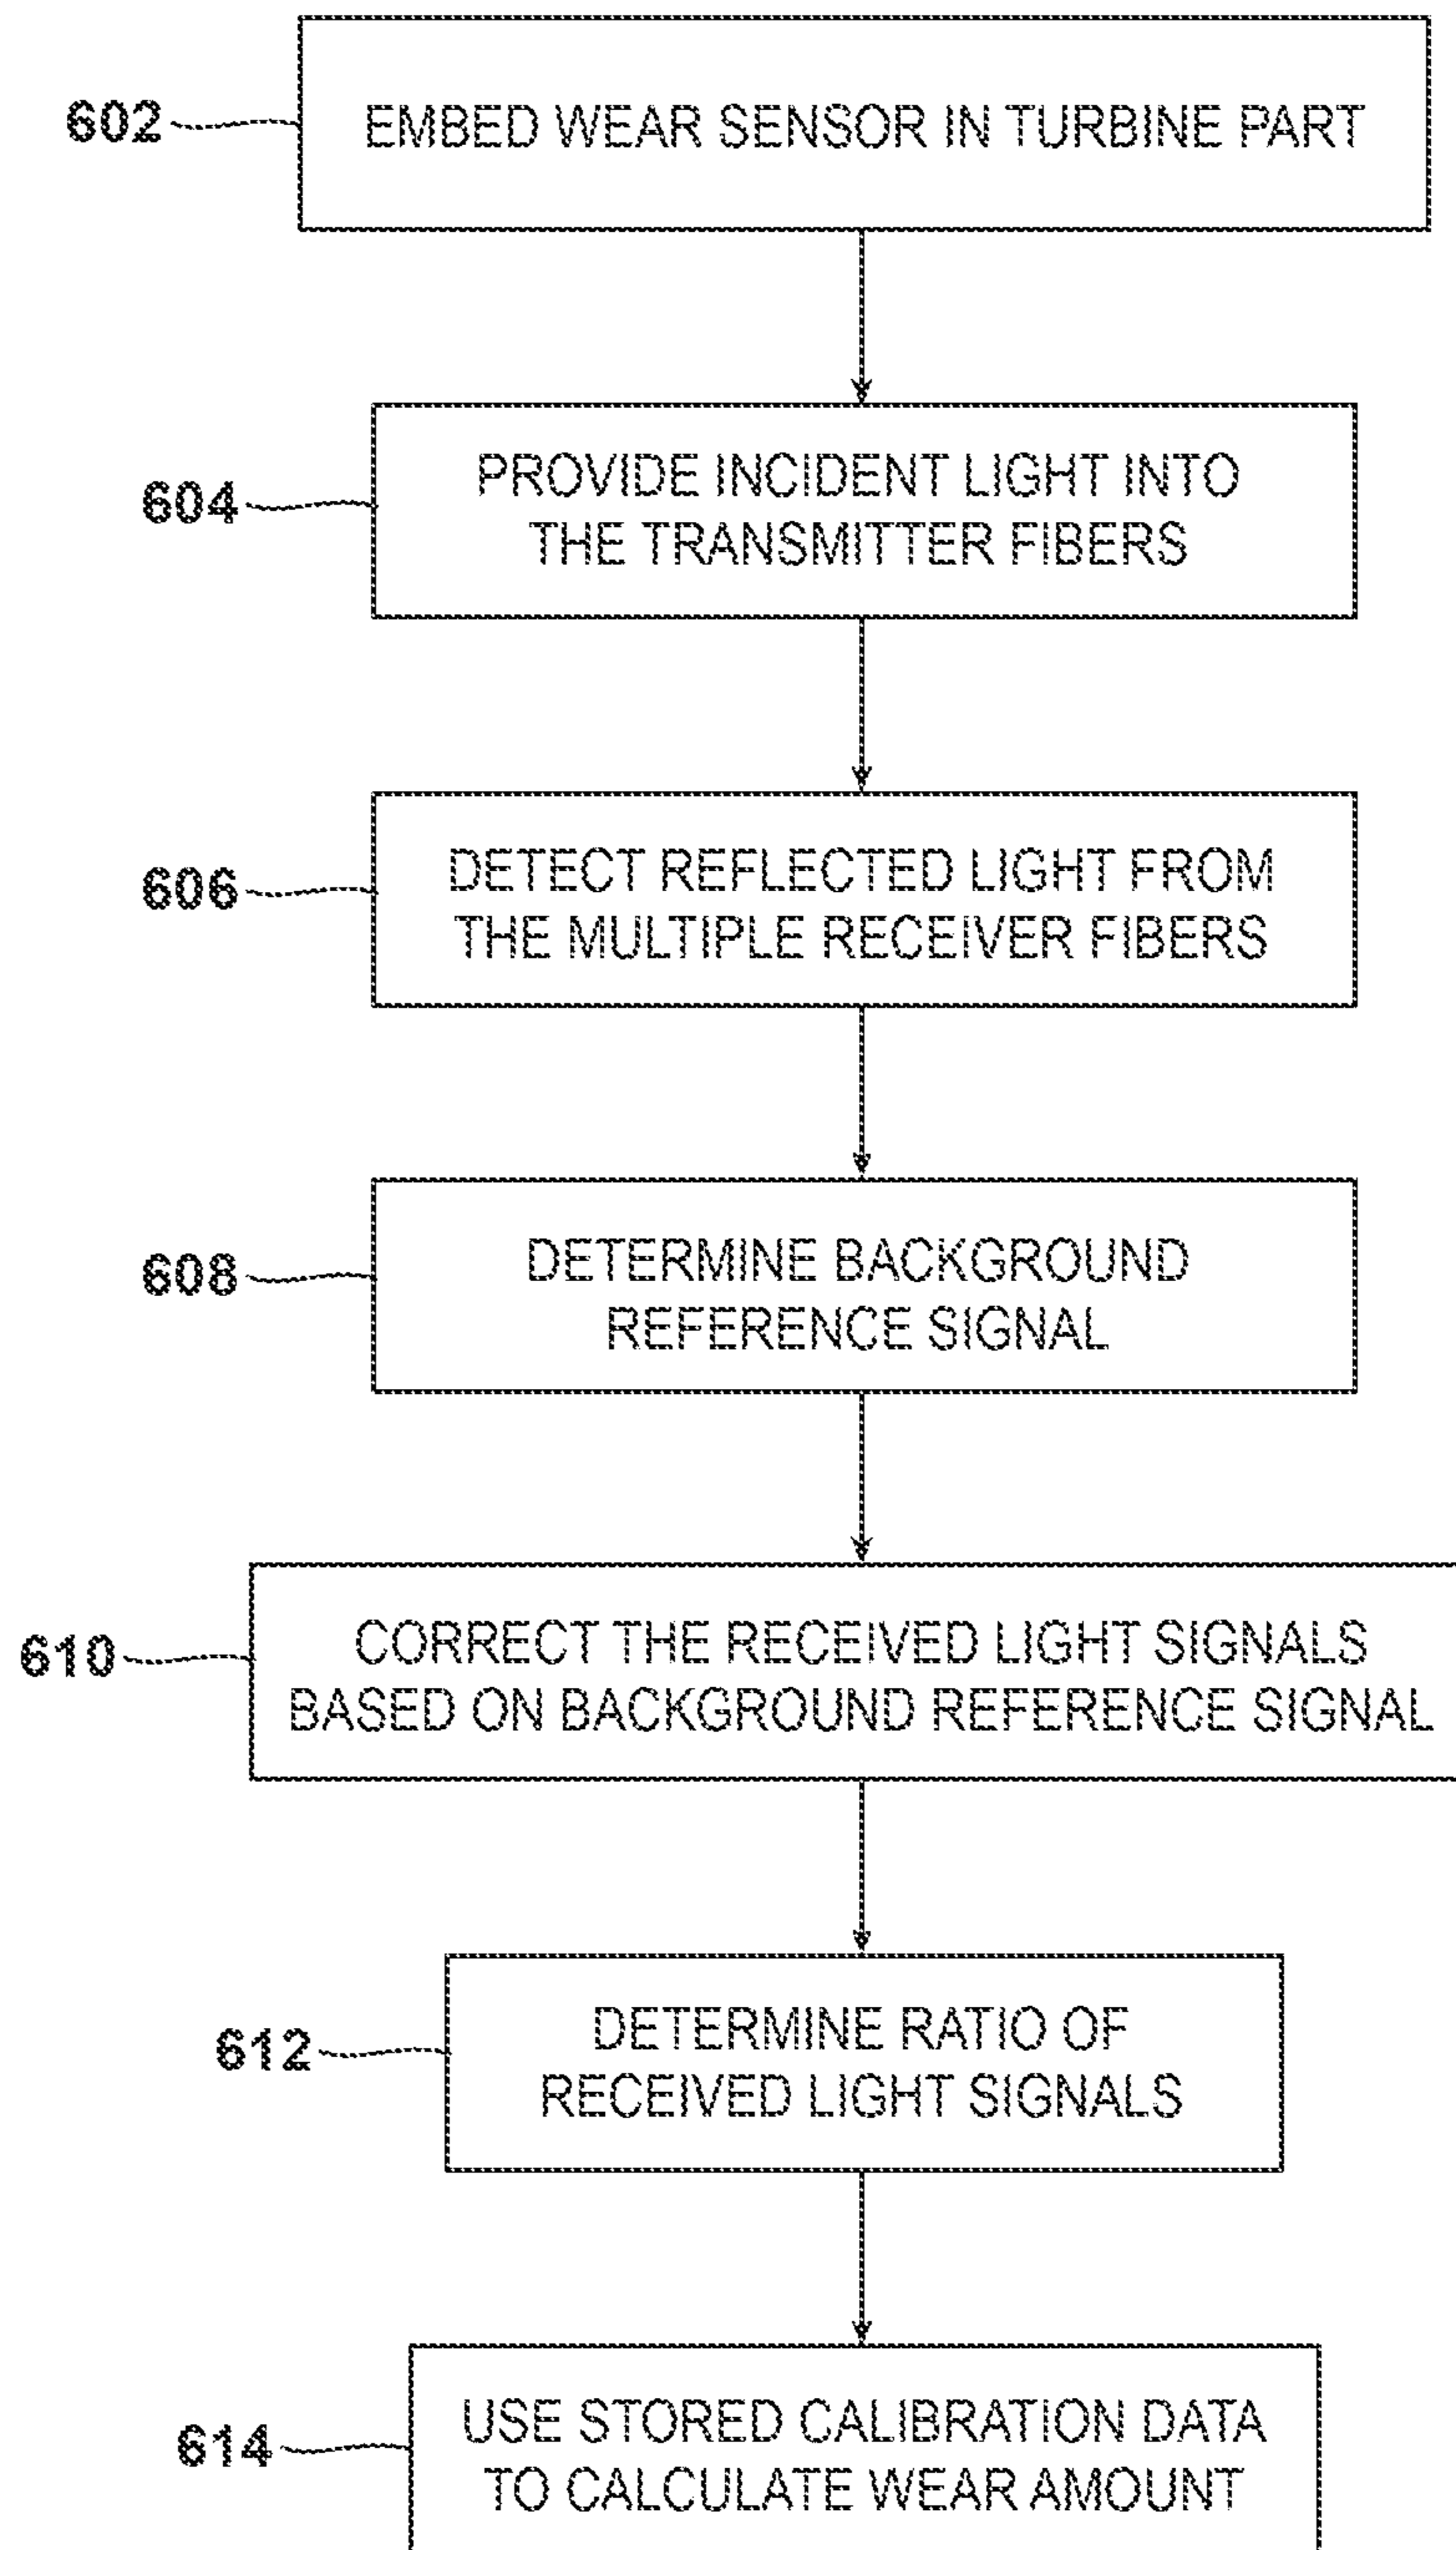 602
EMBED WEAR SENSOR IN TURBINE PART
604
PROVIDE INCIDENT LIGHT INTO
THE TRANSMITTER FIBERS
606
DETECT REFLECTED LIGHT FROM
THE MULTIPLE RECEIVER FIBERS
608
DETERMINE BACKGROUND
REFERENCE SIGNAL
610
CORRECT THE RECEIVED LIGHT SIGNALS
BASED ON BACKGROUND REFERENCE SIGNAL
612
DETERMINE RATIO OF
RECEIVED LIGHT SIGNALS
614
USE STORED CALIBRATION DATA
TO CALCULATE WEAR AMOUNT